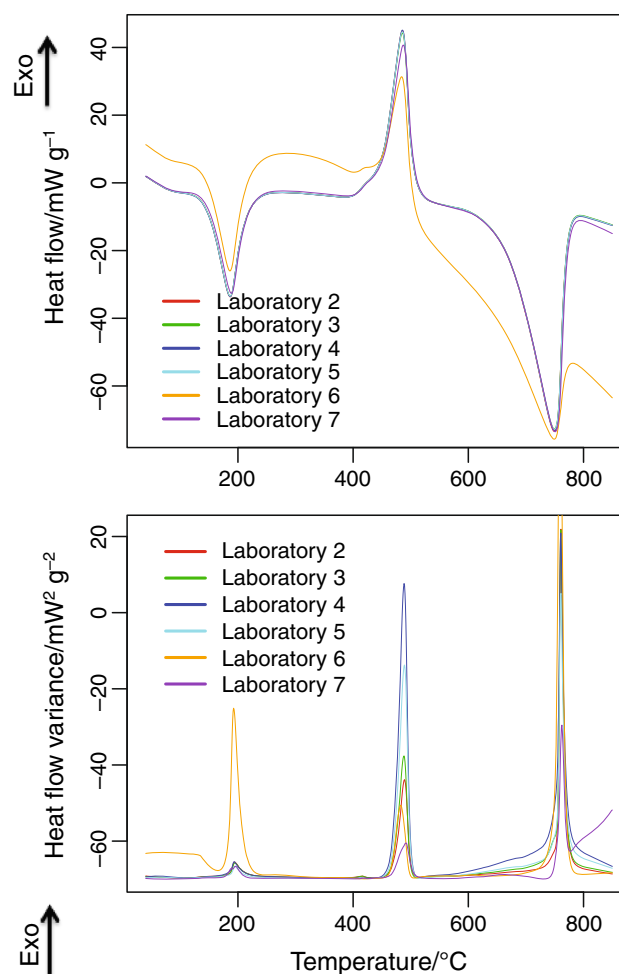 Exo
Heat flow/mW g⁻¹
40
20
0
−20
−40
−60
Laboratory 2
Laboratory 3
Laboratory 4
Laboratory 5
Laboratory 6
Laboratory 7
200 400 600 800
Heat flow variance/mW² g⁻²
20
0
−20
−40
−60
Laboratory 2
Laboratory 3
Laboratory 4
Laboratory 5
Laboratory 6
Laboratory 7
200 400 600 800
Exo
Temperature/°C